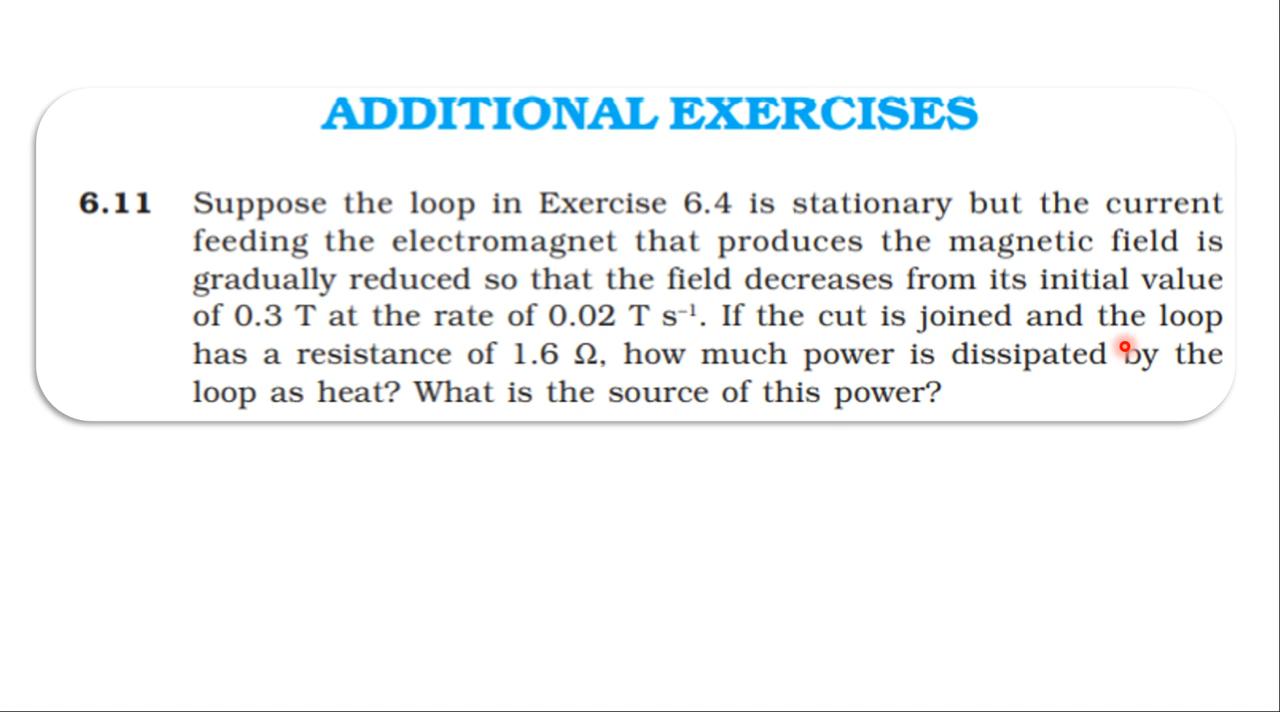 ADDITIONAL EXERCISES
6.11 Suppose the loop in Exercise 6.4 is stationary but the current
feeding the electromagnet that produces the magnetic field is
gradually reduced so that the field decreases from its initial value
of 0.3 T at the rate of 0.02 T s⁻¹. If the cut is joined and the loop
has a resistance of 1.6 Ω, how much power is dissipated by the
loop as heat? What is the source of this power?